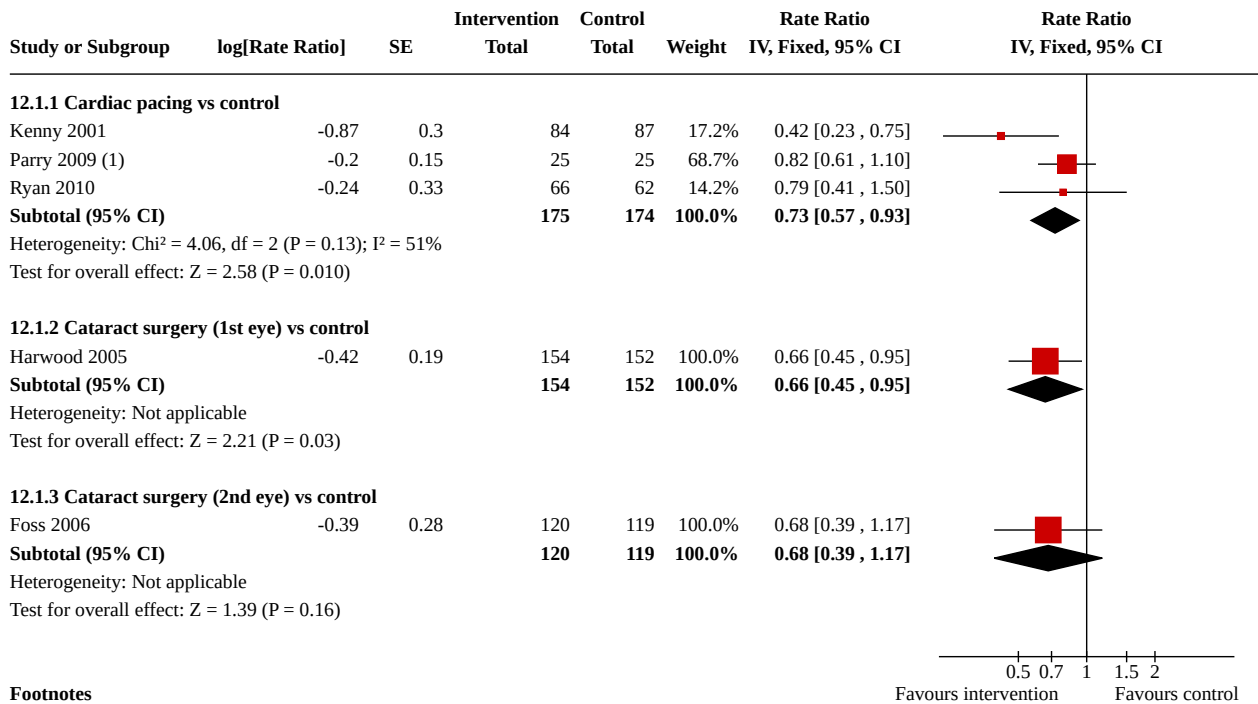 Intervention Control Rate Ratio Rate Ratio
Study or Subgroup log[Rate Ratio] SE Total Total Weight IV, Fixed, 95% CI IV, Fixed, 95% CI
12.1.1 Cardiac pacing vs control
Kenny 2001 -0.87 0.3 84 87 17.2% 0.42 [0.23 , 0.75]
Parry 2009 (1) -0.2 0.15 25 25 68.7% 0.82 [0.61 , 1.10]
Ryan 2010 -0.24 0.33 66 62 14.2% 0.79 [0.41 , 1.50]
Subtotal (95% CI) 175 174 100.0% 0.73 [0.57 , 0.93]
Heterogeneity: Chi² = 4.06, df = 2 (P = 0.13); I² = 51%
Test for overall effect: Z = 2.58 (P = 0.010)
12.1.2 Cataract surgery (1st eye) vs control
Harwood 2005 -0.42 0.19 154 152 100.0% 0.66 [0.45 , 0.95]
Subtotal (95% CI) 154 152 100.0% 0.66 [0.45 , 0.95]
Heterogeneity: Not applicable
Test for overall effect: Z = 2.21 (P = 0.03)
12.1.3 Cataract surgery (2nd eye) vs control
Foss 2006 -0.39 0.28 120 119 100.0% 0.68 [0.39 , 1.17]
Subtotal (95% CI) 120 119 100.0% 0.68 [0.39 , 1.17]
Heterogeneity: Not applicable
Test for overall effect: Z = 1.39 (P = 0.16)
0.5 0.7 1 1.5 2
Footnotes Favours intervention Favours control